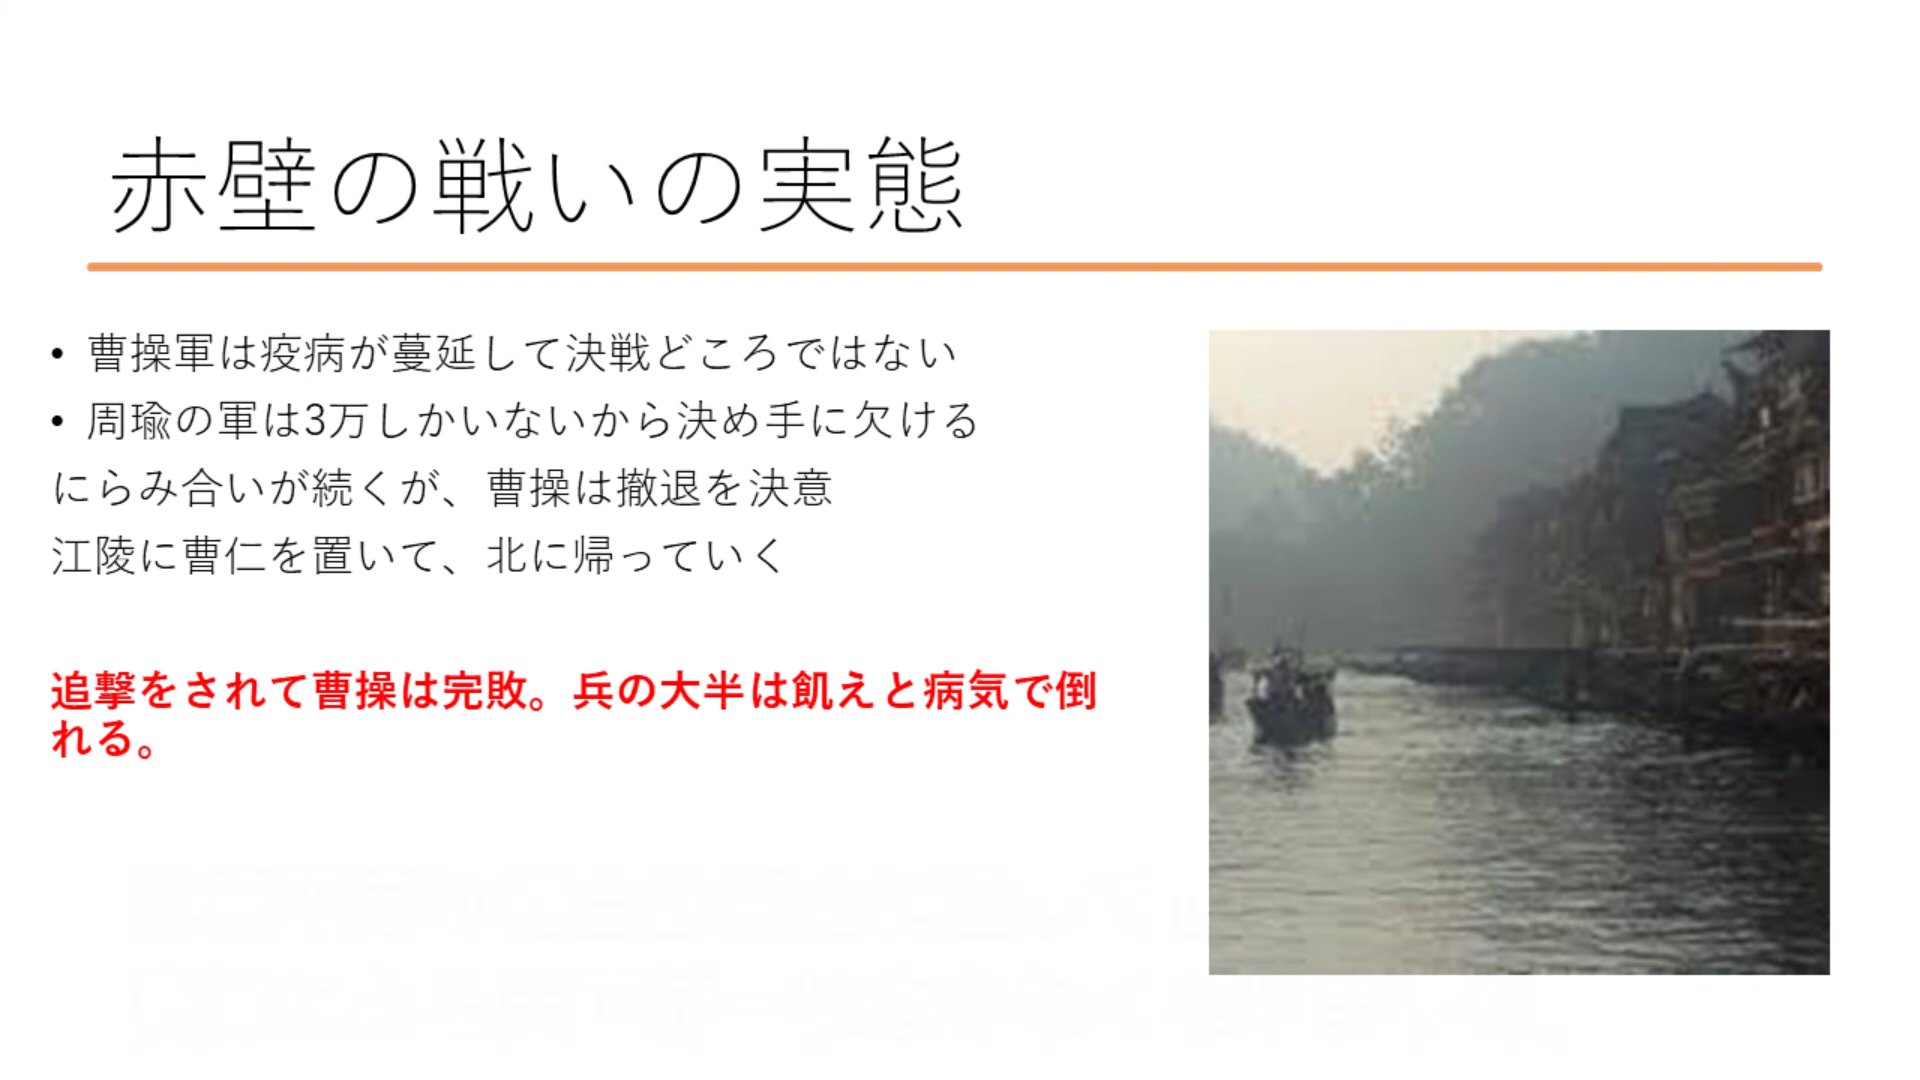 赤壁の戦いの実態
• 曹操軍は疫病が蔓延して決戦どころではない
• 周瑜の軍は3万しかいないから決め手に欠ける
にらみ合いが続くが、曹操は撤退を決意
江陵に曹仁を置いて、北に帰っていく
追撃をされて曹操は完敗。兵の大半は飢えと病気で倒
れる。